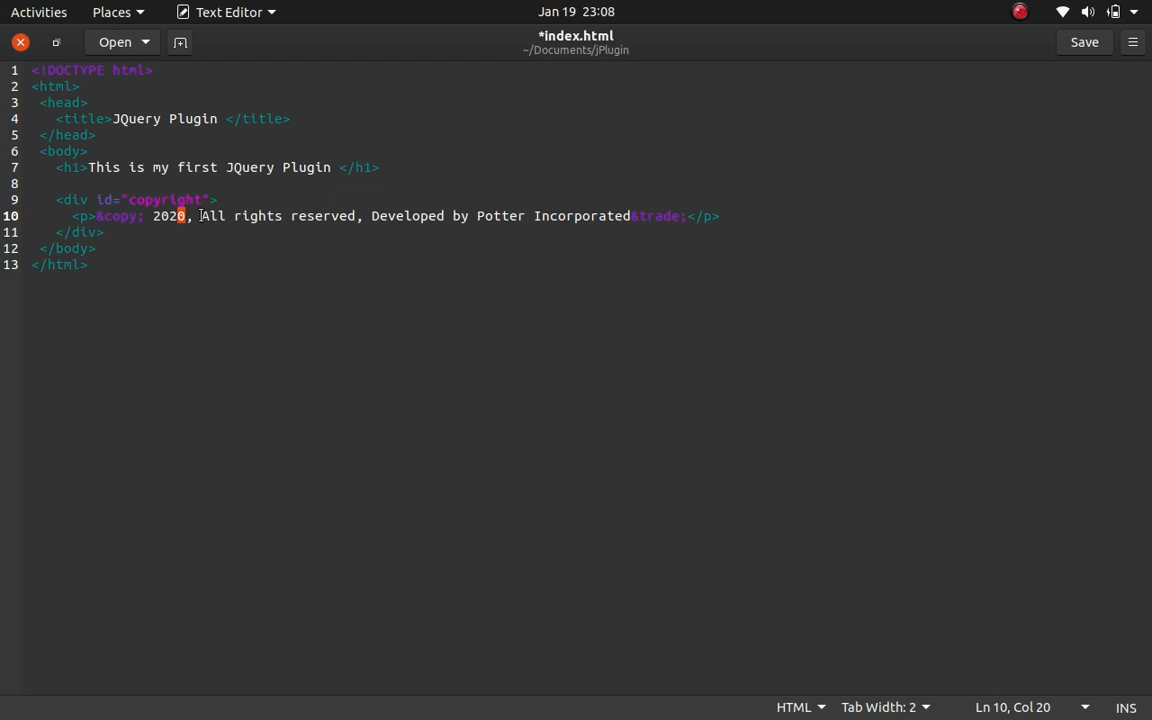 Activities Places Text Editor Jan 19 23:08
Open *index.html Save
~/Documents/jPlugin
1 <!DOCTYPE html>
2 <html>
3 <head>
4 <title>JQuery Plugin </title>
5 </head>
6 <body>
7 <h1>This is my first JQuery Plugin </h1>
8
9 <div id="copyright">
10 <p>&copy; 2020, All rights reserved, Developed by Potter Incorporated&trade;</p>
11 </div>
12 </body>
13 </html>
HTML Tab Width: 2 Ln 10, Col 20 INS